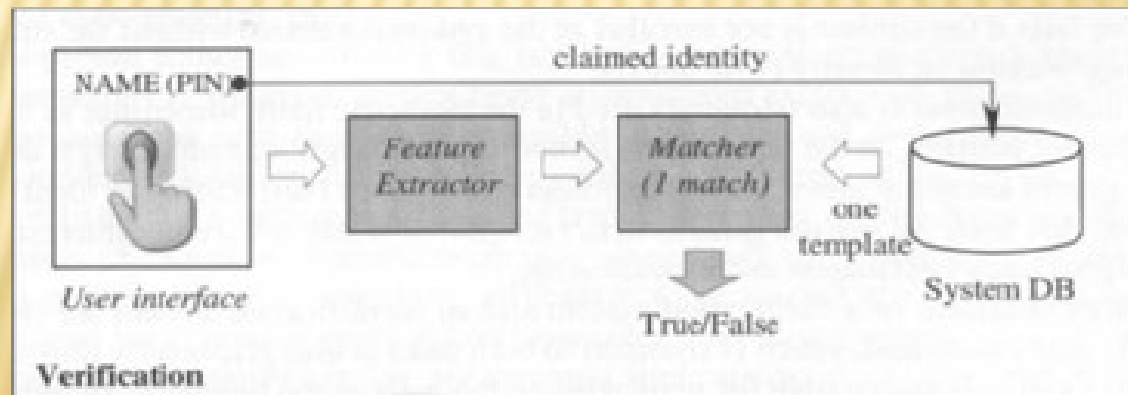 claimed identity
NAME (PIN)
Feature
Extractor
Matcher
(1 match)
one
template
User interface
System DB
True/False
Verification